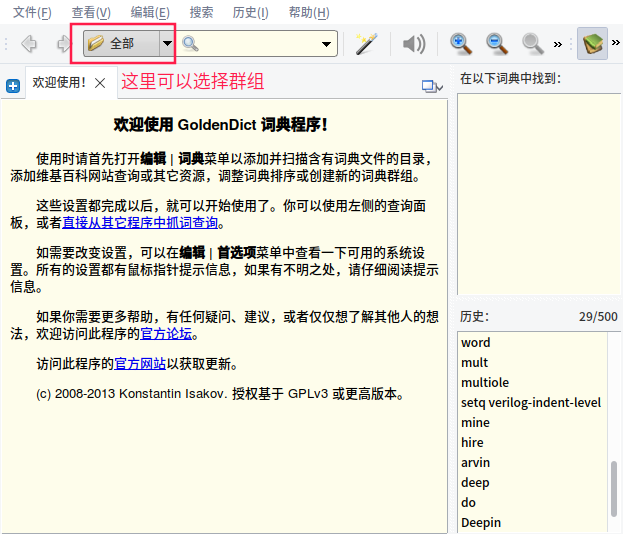 文件(F) 查看(V) 编辑(E) 搜索 历史(I) 帮助(H)
全部
»
»
欢迎使用！
这里可以选择群组
欢迎使用 GoldenDict 词典程序！
使用时请首先打开编辑 | 词典菜单以添加并扫描含有词典文件的目录，
添加维基百科网站查询或其它资源，调整词典排序或创建新的词典群组。
这些设置都完成以后，就可以开始使用了。你可以使用左侧的查询面
板，或者直接从其它程序中抓词查询。
如需要改变设置，可以在编辑 | 首选项菜单中查看一下可用的系统设
置。所有的设置都有鼠标指针提示信息，如果有不明之处，请仔细阅读提示
信息。
如果你需要更多帮助，有任何疑问、建议，或者仅仅想了解其他人的想
法，欢迎访问此程序的官方论坛。
访问此程序的官方网站以获取更新。
(c) 2008-2013 Konstantin Isakov. 授权基于 GPLv3 或更高版本。
在以下词典中找到：
历史： 29/500
word
mult
multiole
setq verilog-indent-level
mine
hire
arvin
deep
do
Deepin